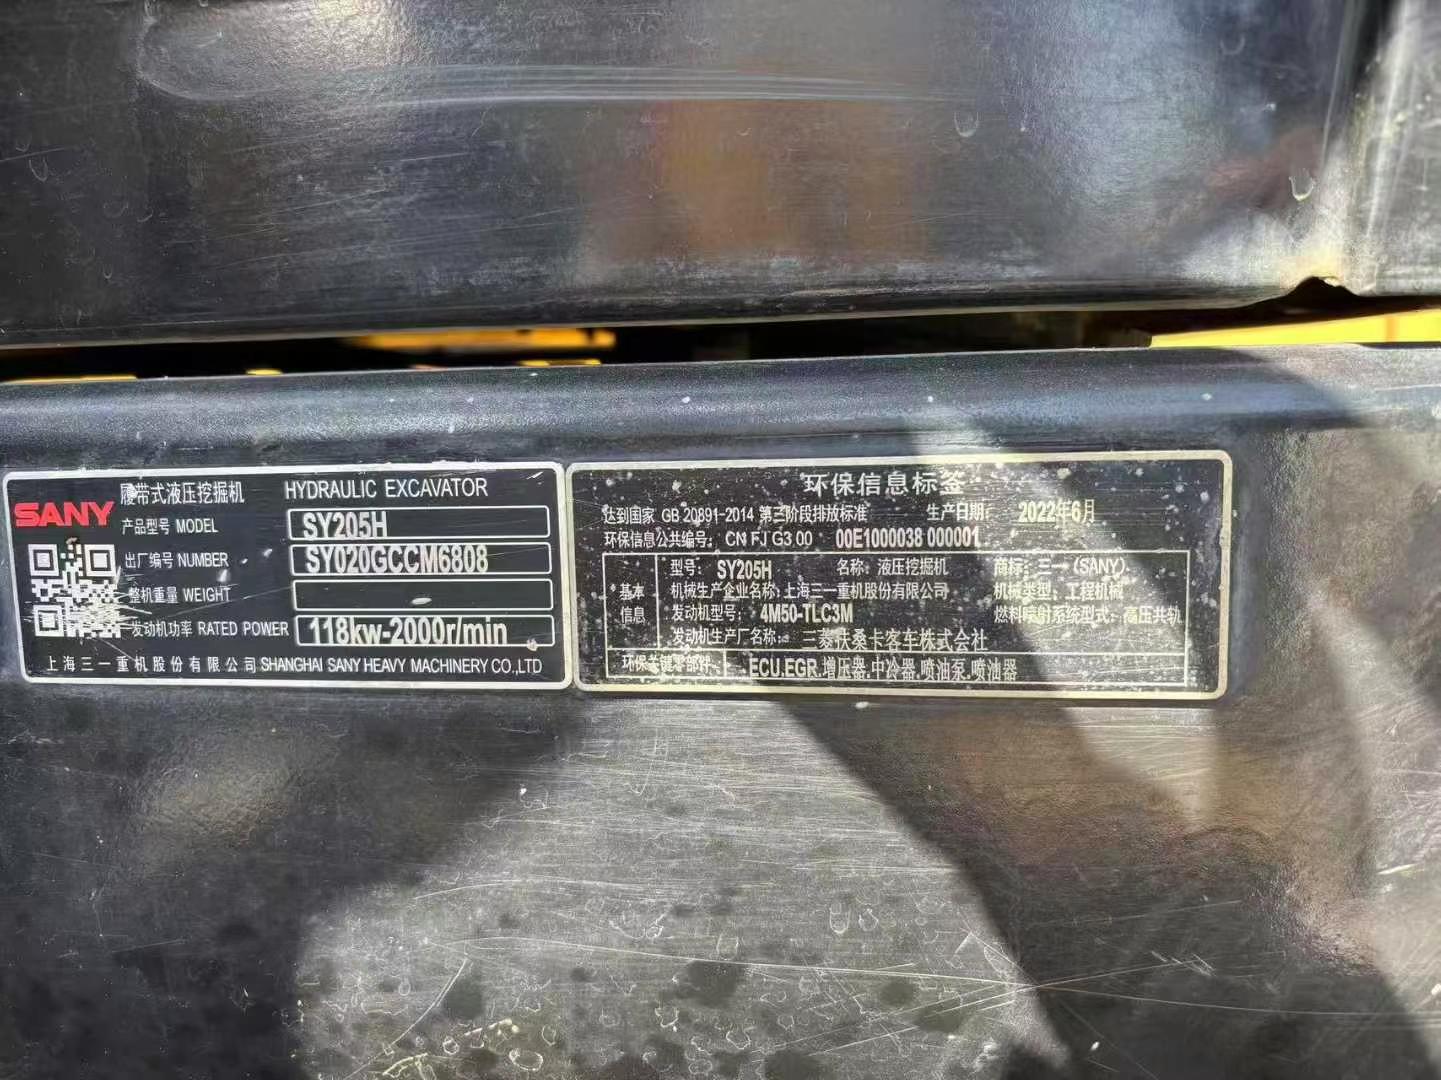 履带式液压挖掘机 HYDRAULIC EXCAVATOR
SANY
产品型号 MODEL SY205H
出厂编号 NUMBER SY020GCCM6808
整机重量 WEIGHT
发动机功率 RATED POWER 118kw-2000r/min
上海三一重机股份有限公司 SHANGHAI SANY HEAVY MACHINERY CO.,LTD
环保信息标签
达到国家 GB 20891-2014 第三阶段排放标准 生产日期: 2022年6月
环保信息公共编号: CN FJ G3 00 00E1000038 000001
基本信息
型号: SY205H 名称: 液压挖掘机 商标: 三一 (SANY)
机械生产企业名称: 上海三一重机股份有限公司 机械类型: 工程机械
发动机型号: 4M50-TLC3M 燃料喷射系统型式: 高压共轨
发动机生产厂名称: 三菱扶桑卡客车株式会社
环保关键零部件 ECU.EGR.增压器.中冷器.喷油泵.喷油器